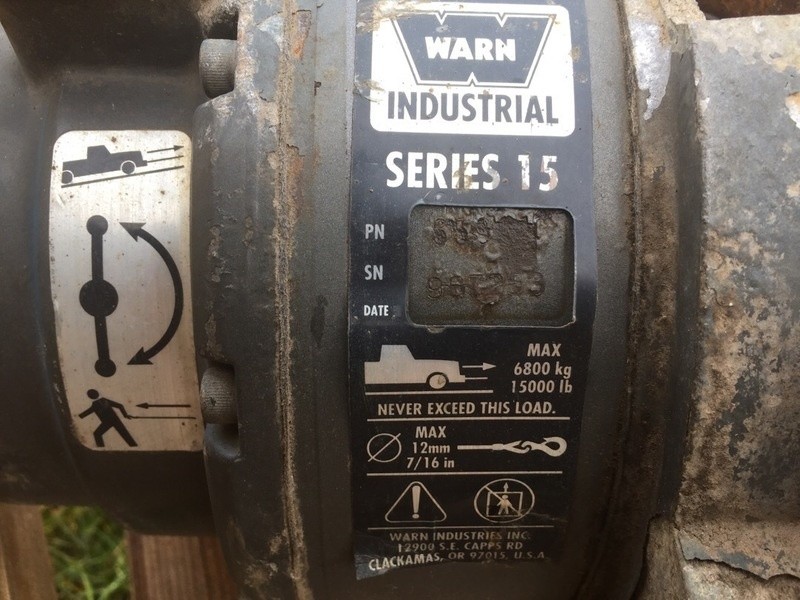 WARN
INDUSTRIAL
SERIES 15
PN
SN
DATE
MAX
6800 kg
15000 lb
NEVER EXCEED THIS LOAD.
MAX
12mm
7/16 in
WARN INDUSTRIES INC.
12900 S.E. CAPPS RD
CLACKAMAS, OR 97015, U.S.A.